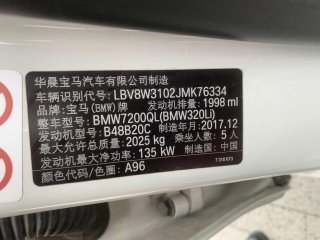 华晨宝马汽车有限公司制造
车辆识别代号: LBV8W3102JMK76334
品牌: 宝马(BMW)牌 发动机排量: 1998 ml
整车型号: BMW7200QL(BMW320Li)
发动机型号: B48B20C 制造年月: 2017.12
最大允许总质量: 2025 kg 乘坐人数: 5 人
发动机最大净功率: 135 kW 制造国: 中国
颜色代码/色圈: A96